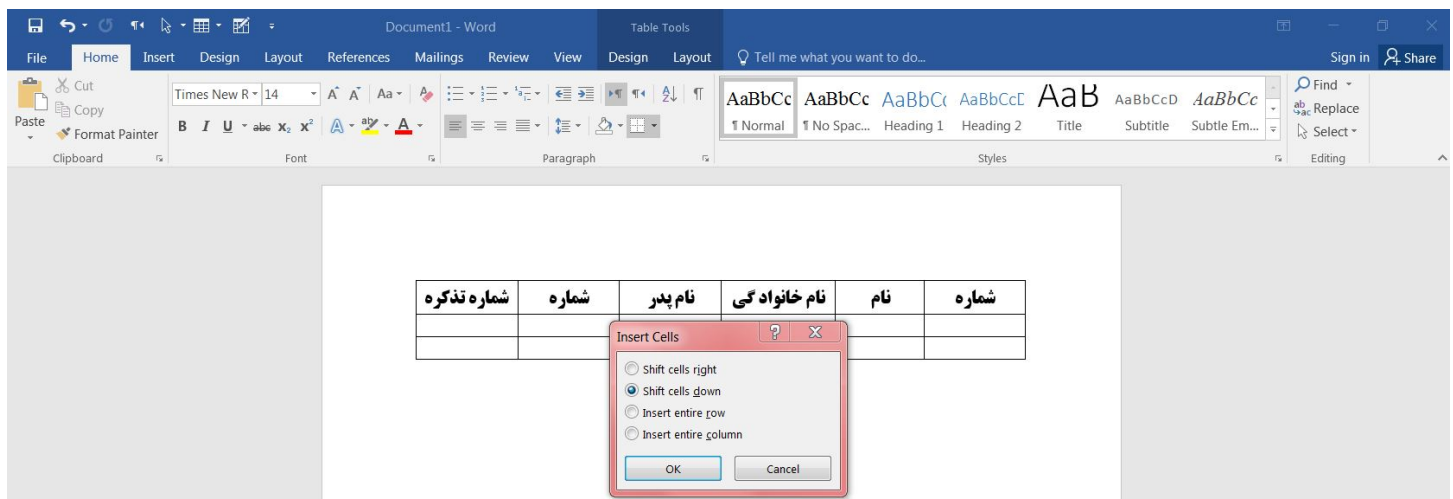 Document1 - Word
Table Tools
File Home Insert Design Layout References Mailings Review View Design Layout Tell me what you want to do... Sign in Share
Cut
Copy
Format Painter
Paste
Clipboard
Times New R 14 Aa
B I U abc X₂ X² A A
Font
Paragraph
AaBbCc AaBbCc AaBbCc AaBbCcD AaB AaBbCcD AaBbCc
¶ Normal ¶ No Spac... Heading 1 Heading 2 Title Subtitle Subtle Em...
Styles
Find
Replace
Select
Editing
شماره نام نام خانوادگی نام پدر شماره شماره تذکره
Insert Cells
Shift cells right
Shift cells down
Insert entire row
Insert entire column
OK Cancel